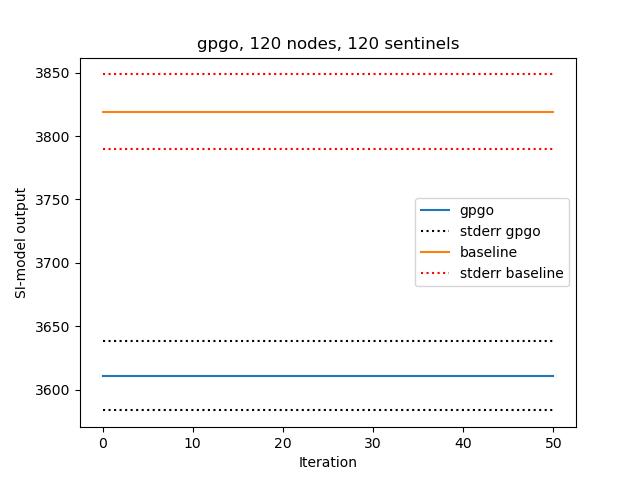 gpgo, 120 nodes, 120 sentinels
SI-model output
3850
3800
3750
3700
3650
3600
gpgo
stderr gpgo
baseline
stderr baseline
0 10 20 30 40 50
Iteration